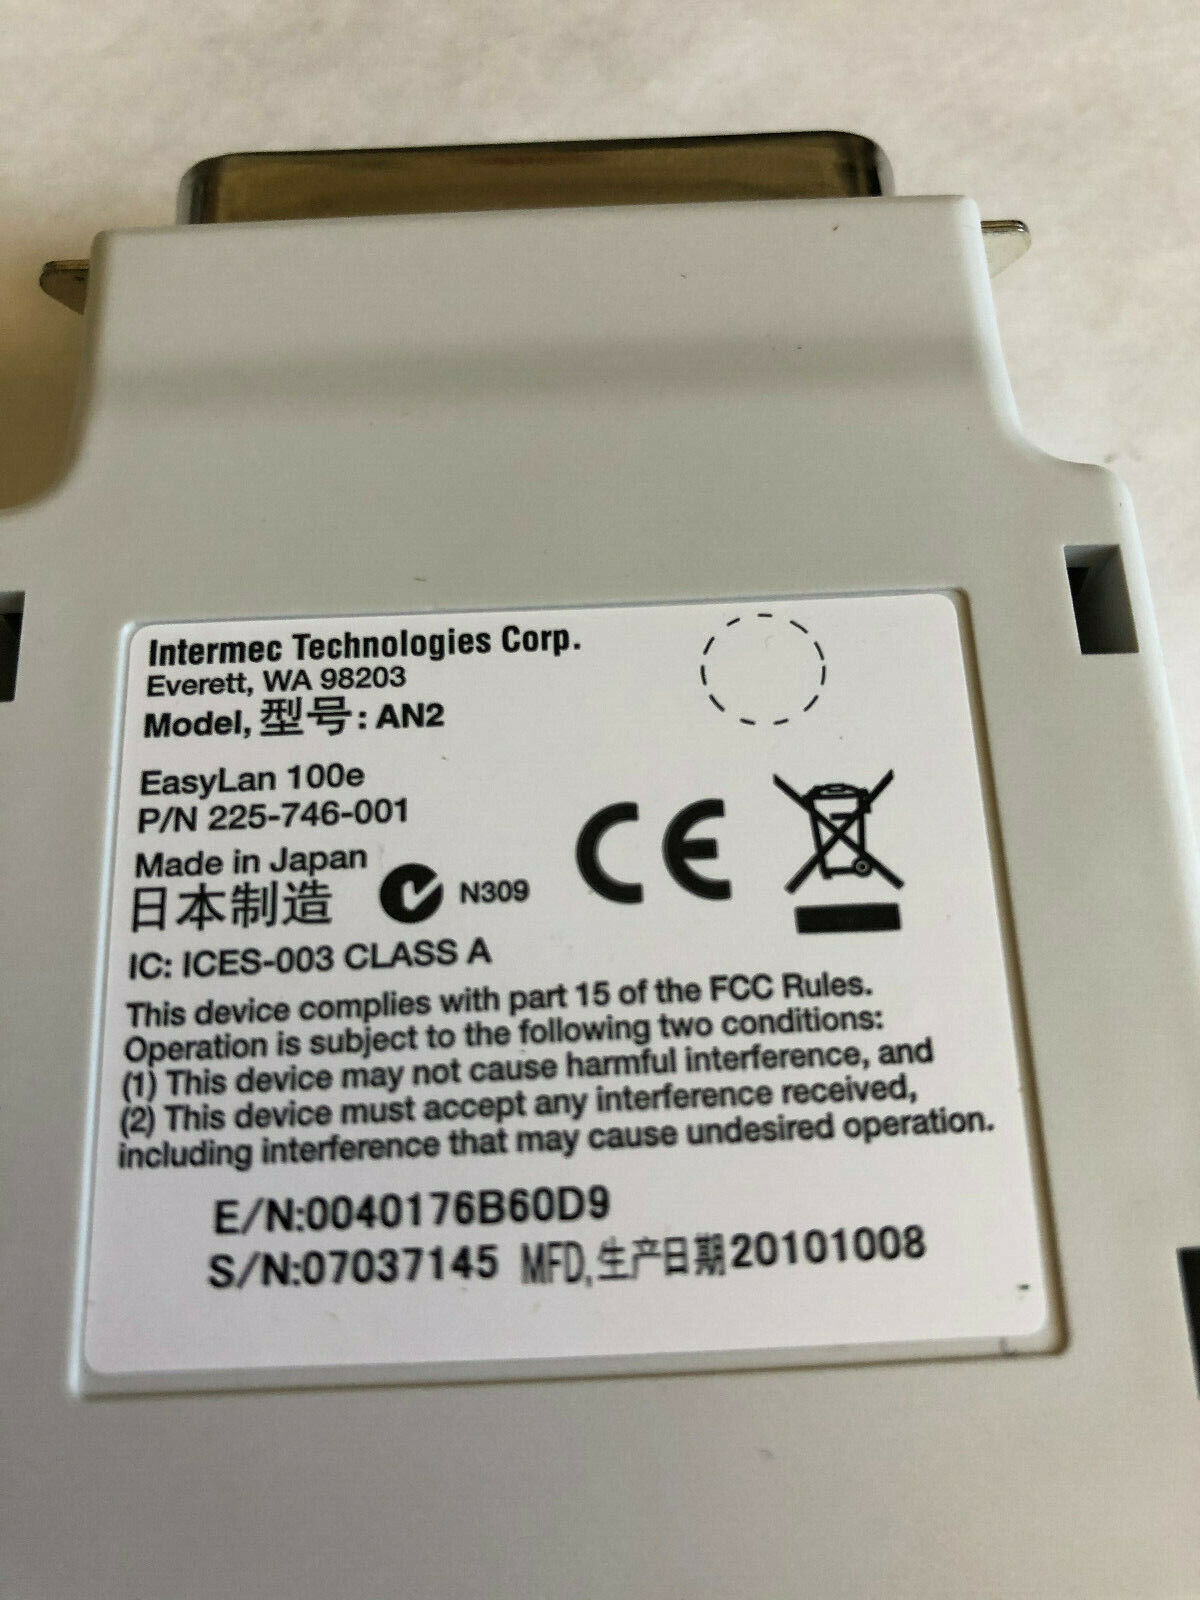 Intermec Technologies Corp.
Everett, WA 98203
Model, 型号: AN2
EasyLan 100e
P/N 225-746-001
Made in Japan
日本制造
N309
CE
IC: ICES-003 CLASS A
This device complies with part 15 of the FCC Rules.
Operation is subject to the following two conditions:
(1) This device may not cause harmful interference, and
(2) This device must accept any interference received,
including interference that may cause undesired operation.
E/N:0040176B60D9
S/N:07037145 MFD,生产日期20101008